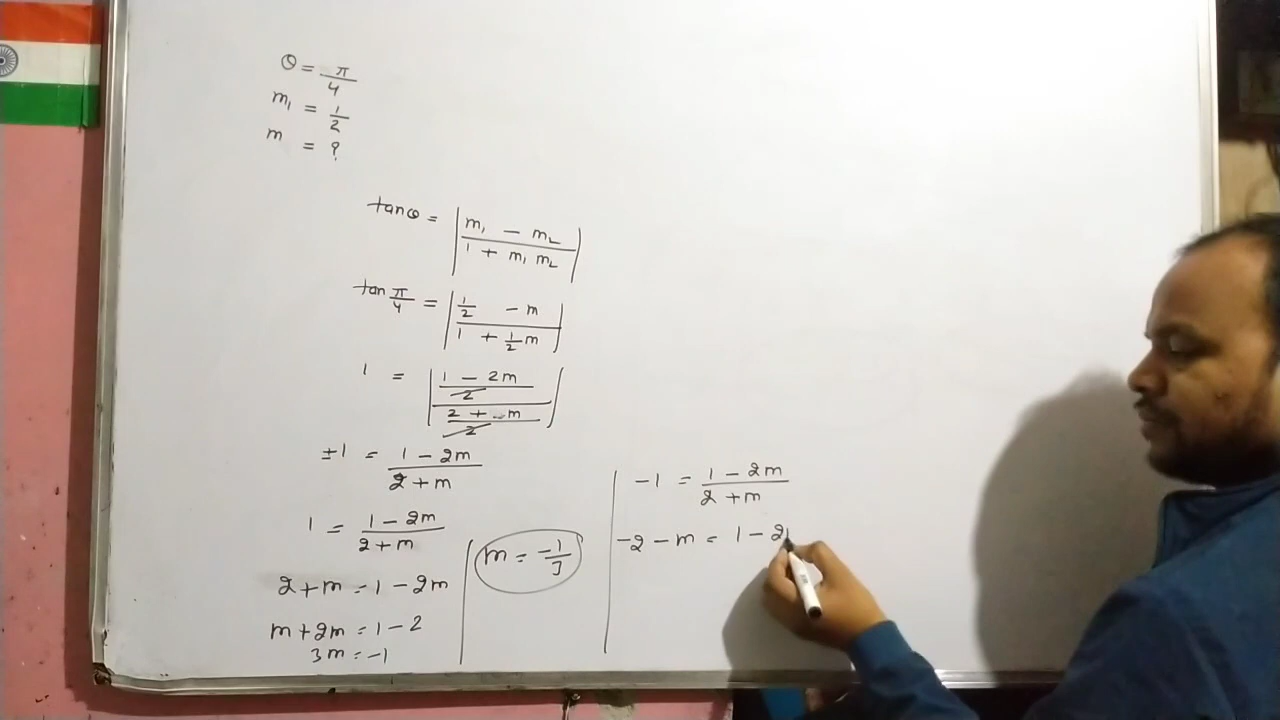 θ = π/4
m₁ = 1/2
m = ?
tanθ = |(m₁ - m₂)/(1 + m₁ m₂)|
tan π/4 = |(1/2 - m)/(1 + 1/2 m)|
1 = |((1 - 2m)/2)/((2 + m)/2)|
±1 = (1 - 2m)/(2 + m)
1 = (1 - 2m)/(2 + m)
2 + m = 1 - 2m
m + 2m = 1 - 2
3m = -1
m = -1/3
-1 = (1 - 2m)/(2 + m)
-2 - m = 1 - 2